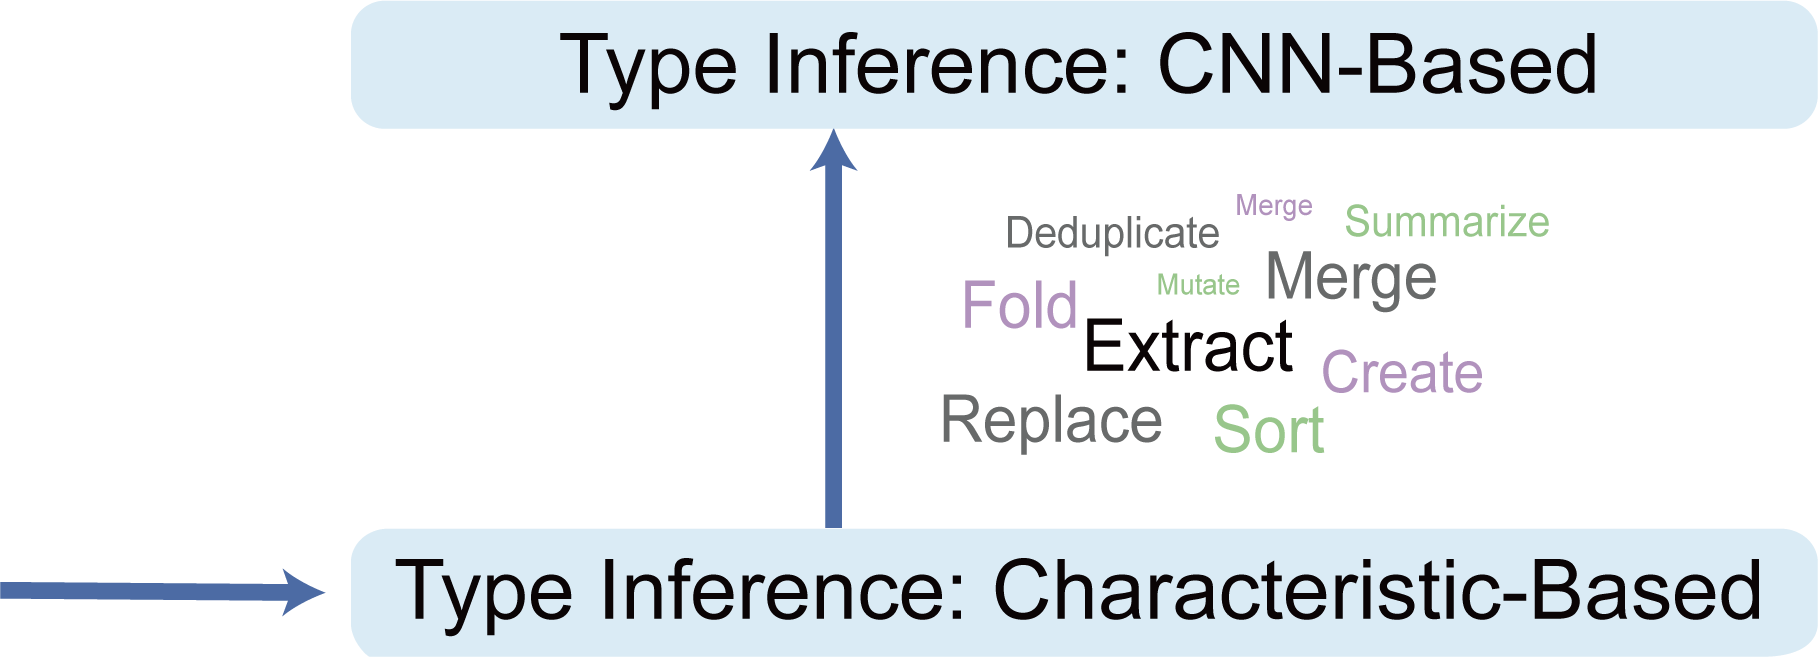 Type Inference: CNN-Based
Merge
Summarize
Deduplicate
Mutate
Merge
Fold
Extract
Create
Replace
Sort
Type Inference: Characteristic-Based